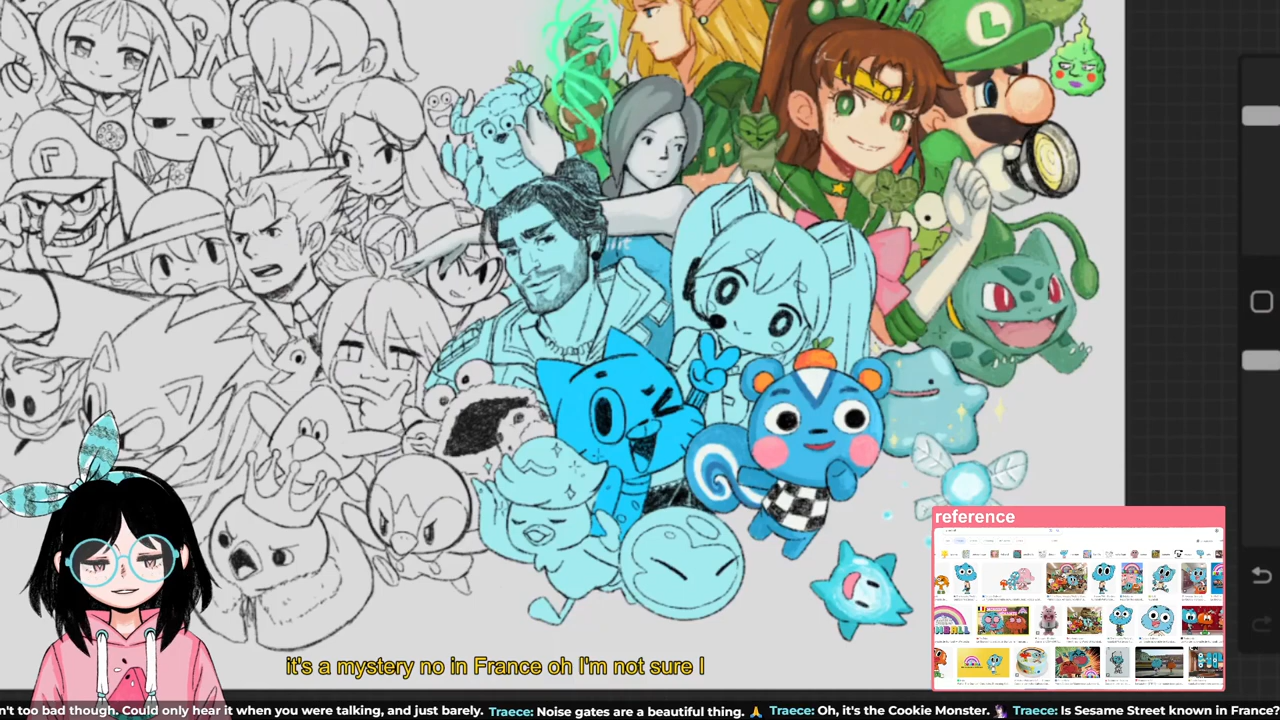 L
reference
it's a mystery no in France oh I'm not sure I
n't too bad though. Could only hear it when you were talking, and just barely. Traece: Noise gates are a beautiful thing. 🙏 Traece: Oh, it's the Cookie Monster. Traece: Is Sesame Street known in France?